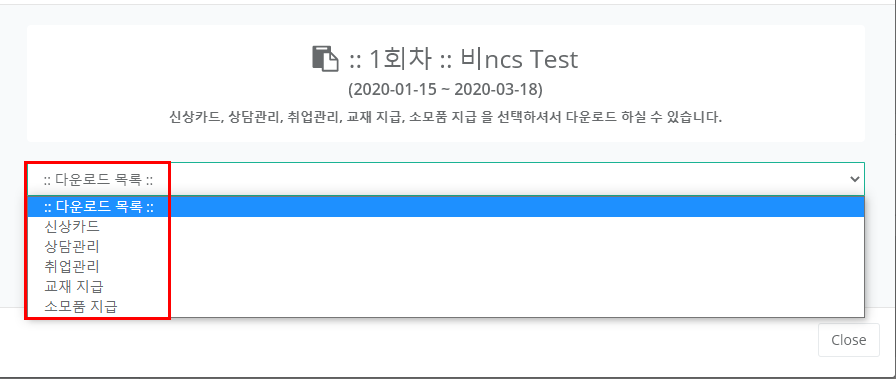 :: 1회차 :: 비ncs Test
(2020-01-15 ~ 2020-03-18)
신상카드, 상담관리, 취업관리, 교재 지급, 소모품 지급 을 선택하셔서 다운로드 하실 수 있습니다.
:: 다운로드 목록 ::
:: 다운로드 목록 ::
신상카드
상담관리
취업관리
교재 지급
소모품 지급
Close